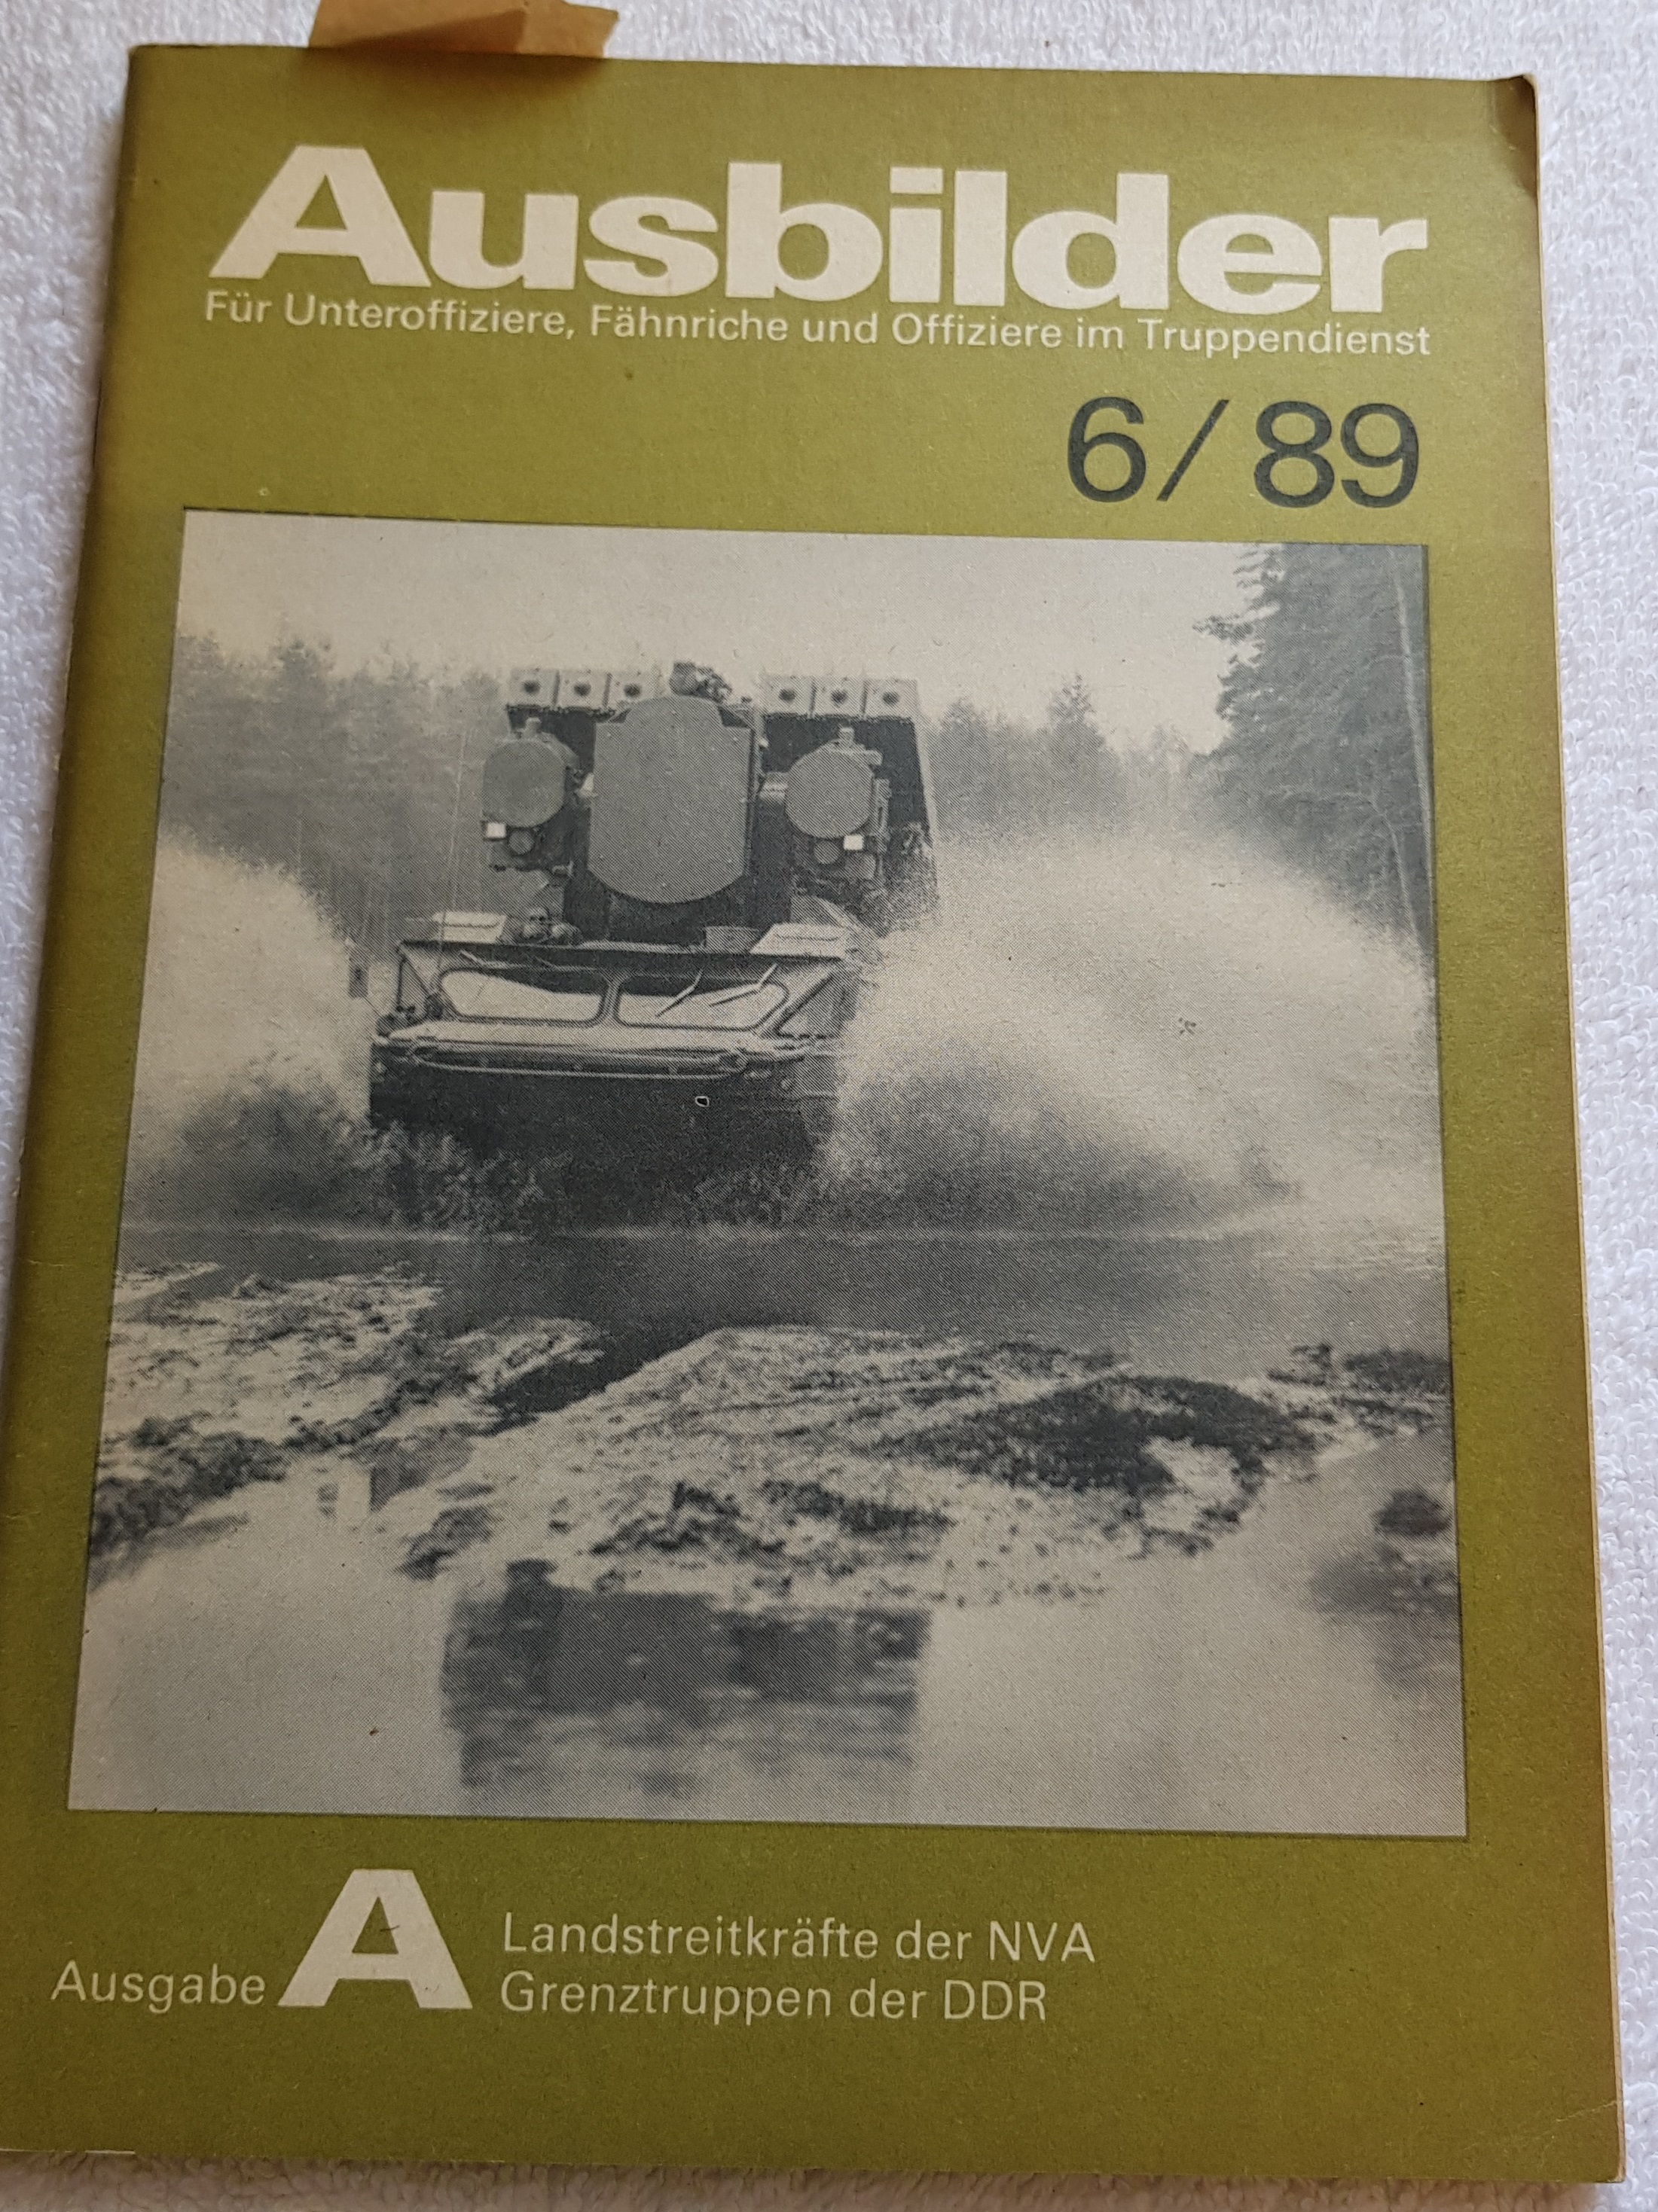 Ausbilder
Für Unteroffiziere, Fähnriche und Offiziere im Truppendienst
6/89
Ausgabe A
Landstreitkräfte der NVA
Grenztruppen der DDR